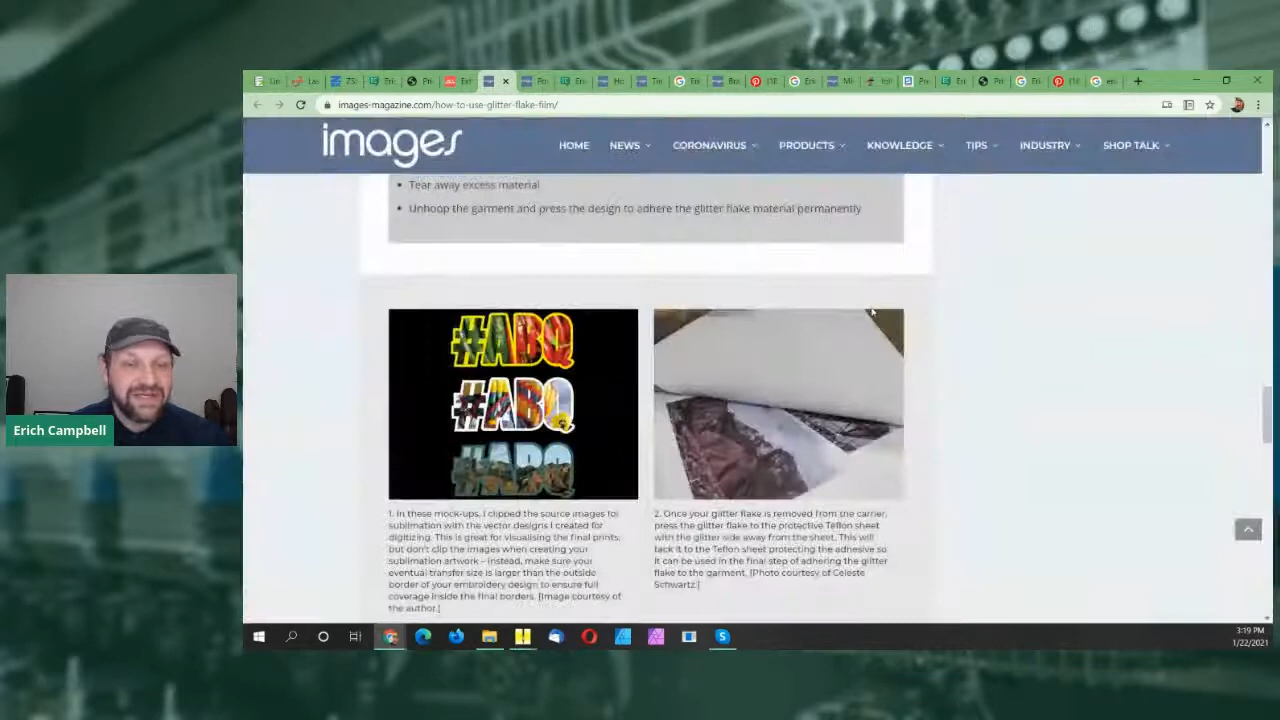 images-magazine.com/how-to-use-glitter-flake-film/
images
HOME NEWS CORONAVIRUS PRODUCTS KNOWLEDGE TIPS INDUSTRY SHOP TALK
Tear away excess material
Unhoop the garment and press the design to adhere the glitter flake material permanently
#ABQ
#ABQ
#ABQ
1. In these mock-ups, I clipped the source images for
sublimation with the vector designs I created for
digitizing. This is great for visualising the final prints,
but don't clip the images when creating your
sublimation artwork – instead, make sure your
eventual transfer size is larger than the outside
border of your embroidery design to ensure full
coverage inside the final borders. [Image courtesy of
the author.]
2. Once your glitter flake is removed from the carrier,
press the glitter flake to the protective Teflon sheet
with the glitter side away from the sheet. This will
tack it to the Teflon sheet protecting the adhesive so
it can be used in the final step of adhering the glitter
flake to the garment. [Photo courtesy of Celeste
Schwartz.]
Erich Campbell
3:19 PM
1/22/2021